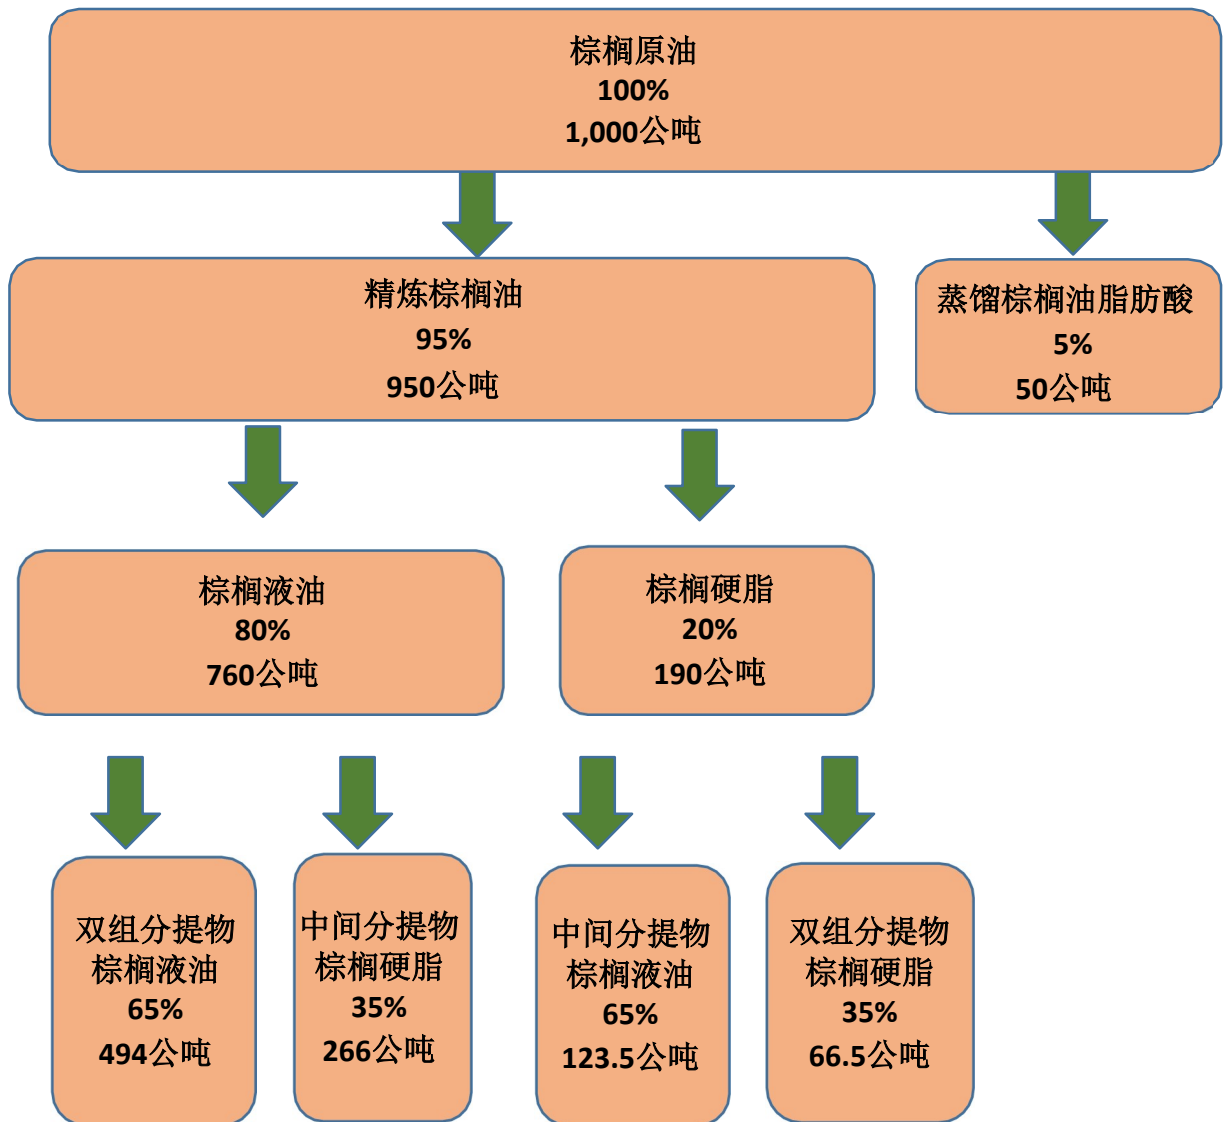 棕榈原油
100%
1,000公吨
精炼棕榈油
95%
950公吨
蒸馏棕榈油脂肪酸
5%
50公吨
棕榈液油
80%
760公吨
棕榈硬脂
20%
190公吨
双组分提物
棕榈液油
65%
494公吨
中间分提物
棕榈硬脂
35%
266公吨
中间分提物
棕榈液油
65%
123.5公吨
双组分提物
棕榈硬脂
35%
66.5公吨